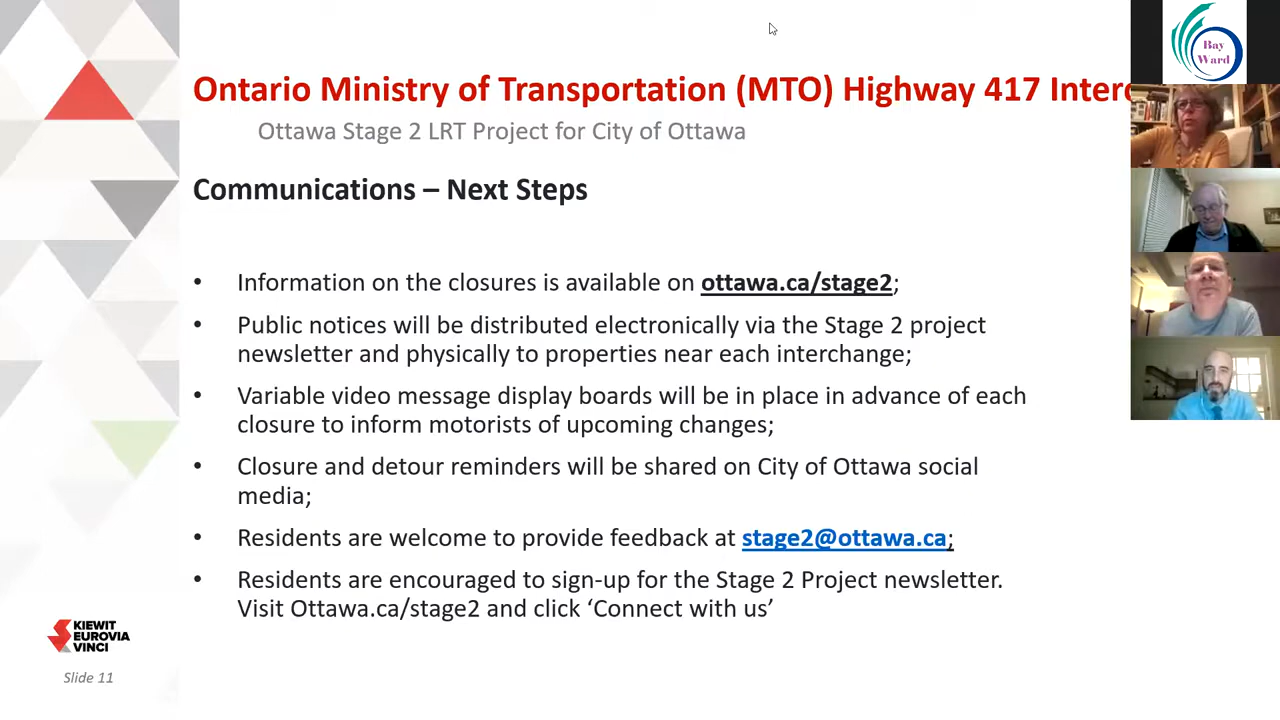 Ontario Ministry of Transportation (MTO) Highway 417
Ottawa Stage 2 LRT Project for City of Ottawa
Communications – Next Steps
• Information on the closures is available on ottawa.ca/stage2;
• Public notices will be distributed electronically via the Stage 2 project
newsletter and physically to properties near each interchange;
• Variable video message display boards will be in place in advance of each
closure to inform motorists of upcoming changes;
• Closure and detour reminders will be shared on City of Ottawa social
media;
• Residents are welcome to provide feedback at stage2@ottawa.ca;
• Residents are encouraged to sign-up for the Stage 2 Project newsletter.
Visit Ottawa.ca/stage2 and click ‘Connect with us’
KIEWIT
EUROVIA
VINCI
Slide 11
Bay
Ward